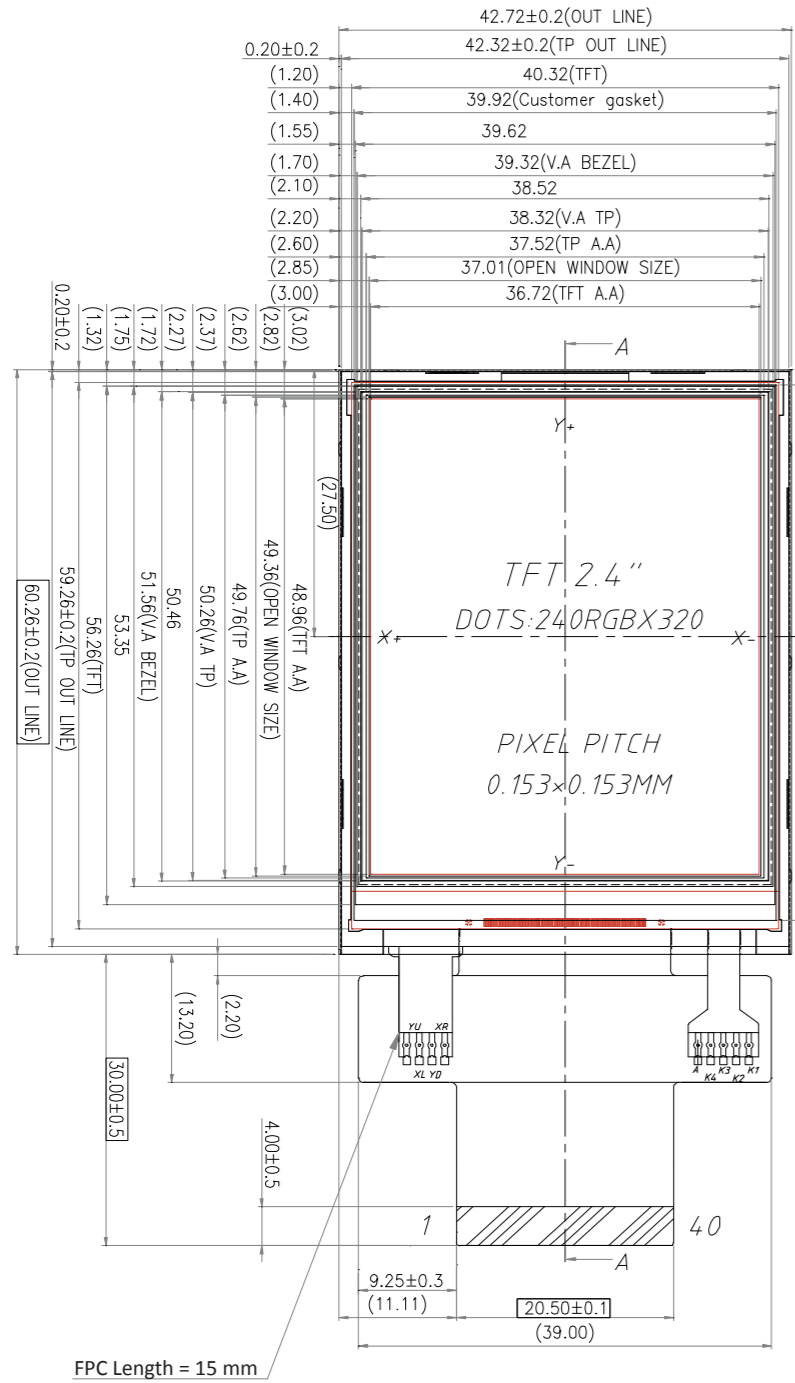 42.72±0.2(OUT LINE)
0.20±0.2
42.32±0.2(TP OUT LINE)
(1.20)
40.32(TFT)
(1.40)
39.92(Customer gasket)
(1.55)
39.62
(1.70)
39.32(V.A BEZEL)
(2.10)
38.52
(2.20)
38.32(V.A TP)
(2.60)
37.52(TP A.A)
(2.85)
37.01(OPEN WINDOW SIZE)
(3.00)
36.72(TFT A.A)
0.20±0.2
(1.32)
(1.75)
(1.72)
(2.27)
(2.37)
(2.62)
(2.82)
(3.02)
A
Y+
(27.50)
TFT 2.4"
DOTS:240RGBX320
X+
X-
PIXEL PITCH
0.153×0.153MM
Y-
60.26±0.2(OUT LINE)
59.26±0.2(TP OUT LINE)
56.26(TFT)
53.35
51.56(V.A BEZEL)
50.46
50.26(V.A TP)
49.76(TP A.A)
49.36(OPEN WINDOW SIZE)
48.96(TFT A.A)
(2.20)
(13.20)
30.00±0.5
4.00±0.5
YU XR
XL YD
A K3 K1
K4 K2
1
40
A
9.25±0.3
(11.11)
20.50±0.1
(39.00)
FPC Length = 15 mm